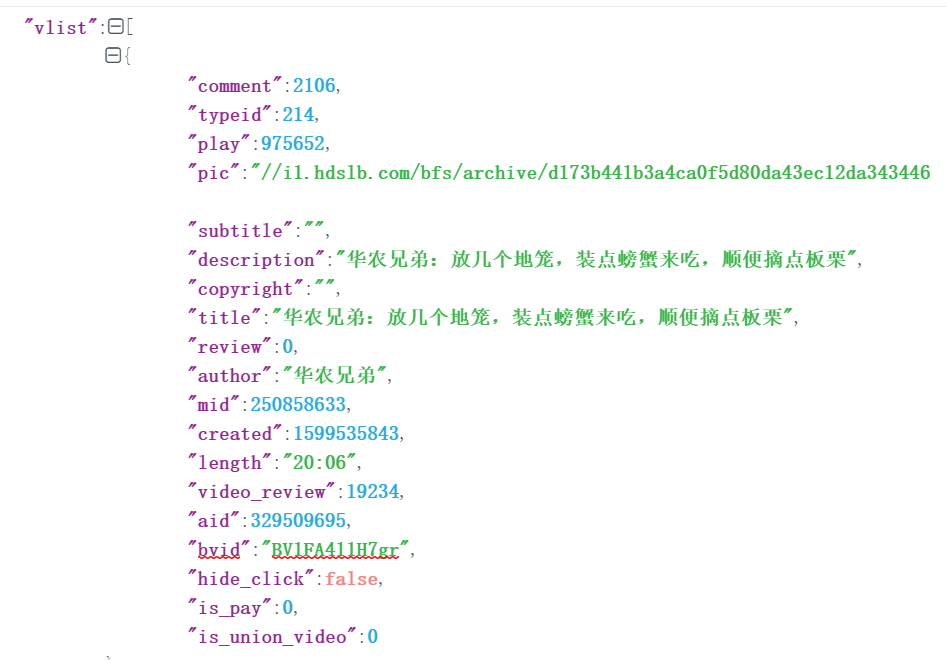 "vlist":[
{
"comment":2106,
"typeid":214,
"play":975652,
"pic":"//i1.hdslb.com/bfs/archive/d173b441b3a4ca0f5d80da43ec12da343446
"subtitle":"",
"description":"华农兄弟：放几个地笼，装点螃蟹来吃，顺便摘点板栗",
"copyright":"",
"title":"华农兄弟：放几个地笼，装点螃蟹来吃，顺便摘点板栗",
"review":0,
"author":"华农兄弟",
"mid":250858633,
"created":1599535843,
"length":"20:06",
"video_review":19234,
"aid":329509695,
"bvid":"BV1FA411H7gr",
"hide_click":false,
"is_pay":0,
"is_union_video":0